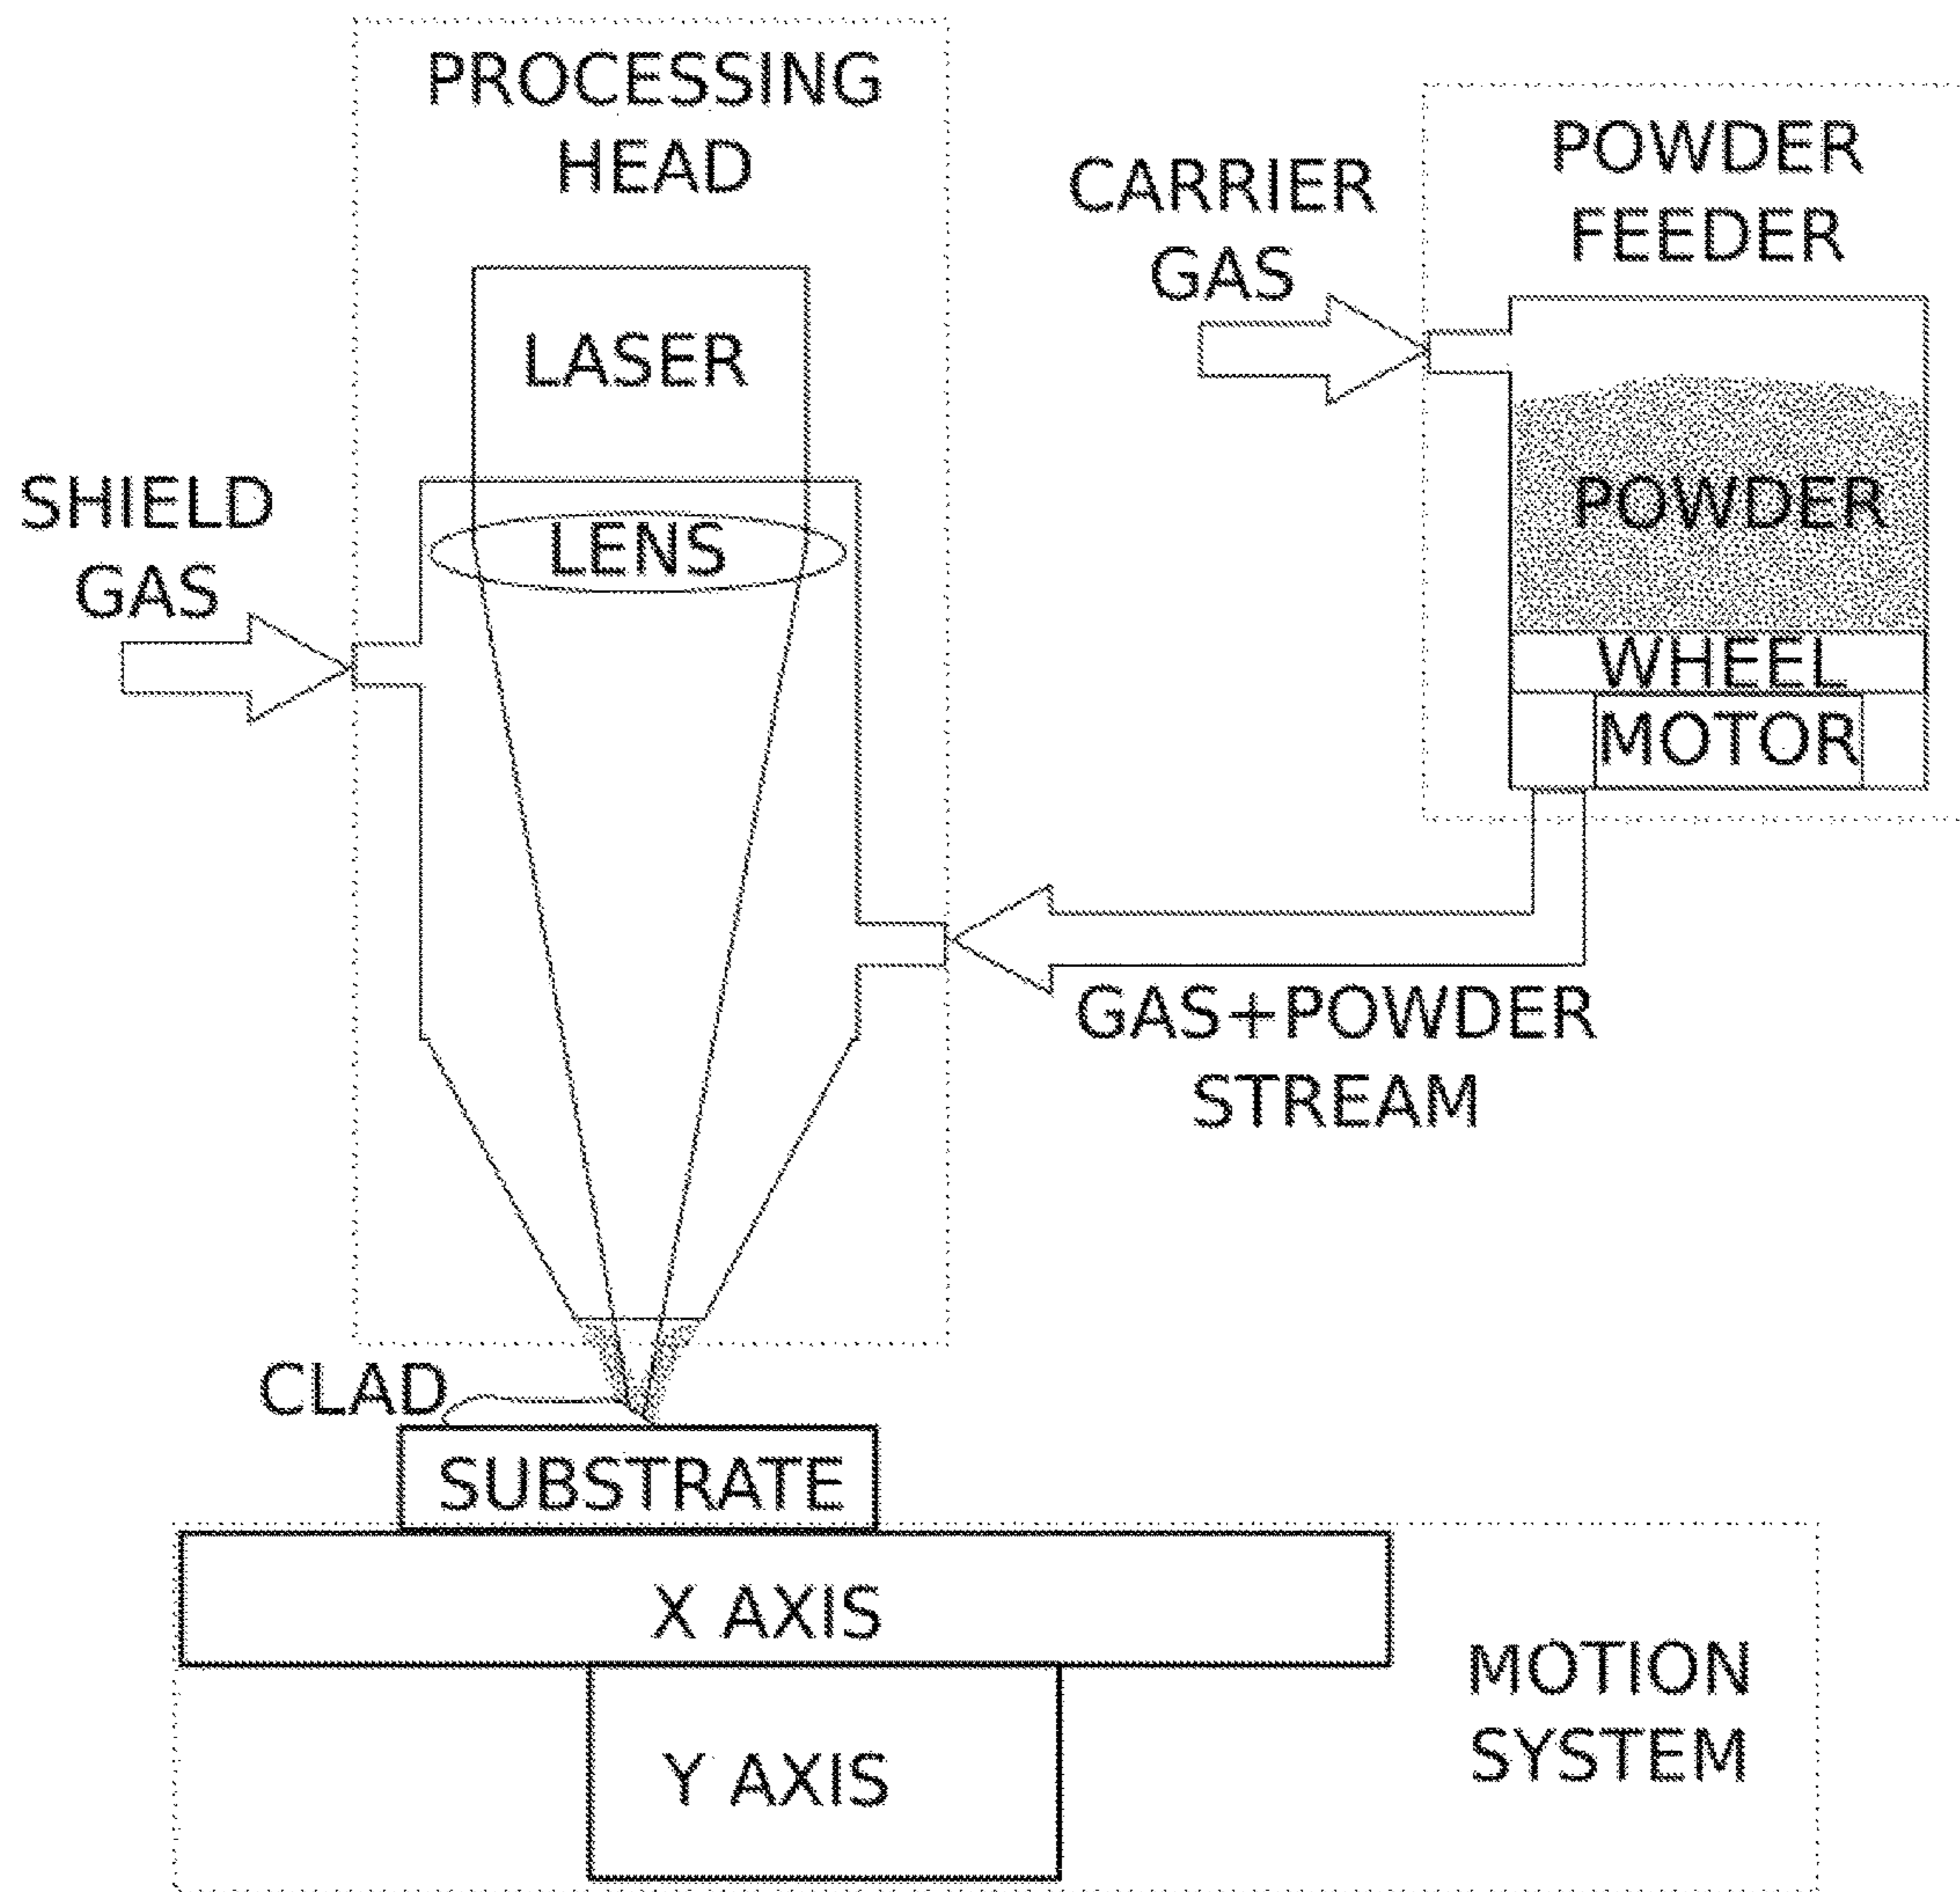 PROCESSING
HEAD
LASER
LENS
SHIELD
GAS
CARRIER
GAS
POWDER
FEEDER
POWDER
WHEEL
MOTOR
GAS+POWDER
STREAM
CLAD
SUBSTRATE
X AXIS
Y AXIS
MOTION
SYSTEM